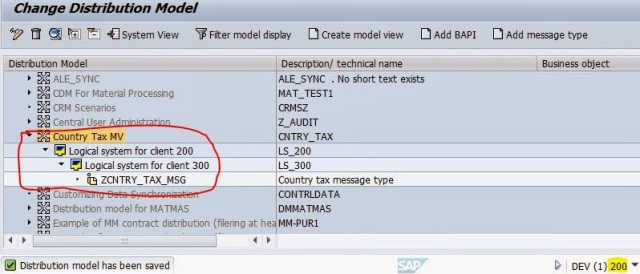 Change Distribution Model
System View Filter model display Create model view Add BAPI Add message type
Distribution Model Description/ technical name Business object
ALE_SYNC ALE_SYNC . No short text exists
CDM For Material Processing MAT_TEST1
CRM Scenarios CRMSZ
Central User Administration Z_AUDIT
Country Tax MV CNTRY_TAX
Logical system for client 200 LS_200
Logical system for client 300 LS_300
ZCNTRY_TAX_MSG Country tax message type
Customizing Data Synchronization CONTRLDATA
Distribution model for MATMAS DMMATMAS
Example of MM contract distribution (filering at hea MM-PUR1
Distribution model has been saved SAP DEV (1) 200